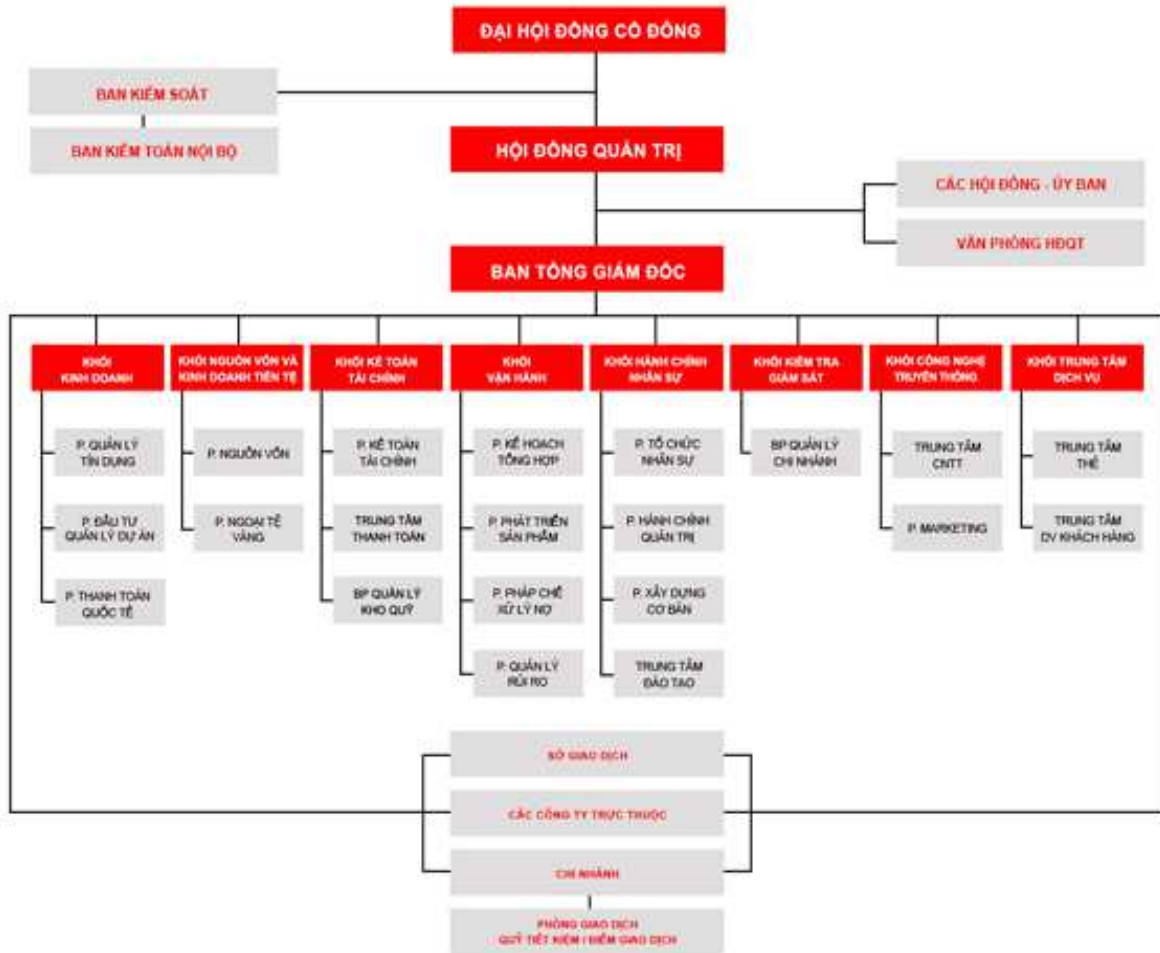 ĐẠI HỘI ĐỒNG CỔ ĐÔNG
BAN KIỂM SOÁT
BAN KIỂM TOÁN NỘI BỘ
HỘI ĐỒNG QUẢN TRỊ
CÁC HỘI ĐỒNG - ỦY BAN
VĂN PHÒNG HĐQT
BAN TỔNG GIÁM ĐỐC
KHỐI
KINH DOANH
KHỐI NGUỒN VỐN VÀ
KINH DOANH TIỀN TỆ
KHỐI KẾ TOÁN
TÀI CHÍNH
KHỐI
VẬN HÀNH
KHỐI HÀNH CHÍNH
NHÂN SỰ
KHỐI KIỂM TRA
GIÁM SÁT
KHỐI CÔNG NGHỆ
TRUYỀN THÔNG
KHỐI TRUNG TÂM
DỊCH VỤ
P. QUẢN LÝ
TÍN DỤNG
P. ĐẦU TƯ
QUẢN LÝ DỰ ÁN
P. THANH TOÁN
QUỐC TẾ
P. NGUỒN VỐN
P. NGOẠI TỆ
VÀNG
P. KẾ TOÁN
TÀI CHÍNH
TRUNG TÂM
THANH TOÁN
BP QUẢN LÝ
KHO QUỸ
P. KẾ HOẠCH
TỔNG HỢP
P. PHÁT TRIỂN
SẢN PHẨM
P. PHÁP CHẾ
XỬ LÝ NỢ
P. QUẢN LÝ
RỦI RO
P. TỔ CHỨC
NHÂN SỰ
P. HÀNH CHÍNH
QUẢN TRỊ
P. XÂY DỰNG
CƠ BẢN
TRUNG TÂM
ĐÀO TẠO
BP QUẢN LÝ
CHI NHÁNH
TRUNG TÂM
CNTT
P. MARKETING
TRUNG TÂM
THẺ
TRUNG TÂM
DV KHÁCH HÀNG
SỞ GIAO DỊCH
CÁC CÔNG TY TRỰC THUỘC
CHI NHÁNH
PHÒNG GIAO DỊCH
QUỸ TIẾT KIỆM / ĐIỂM GIAO DỊCH